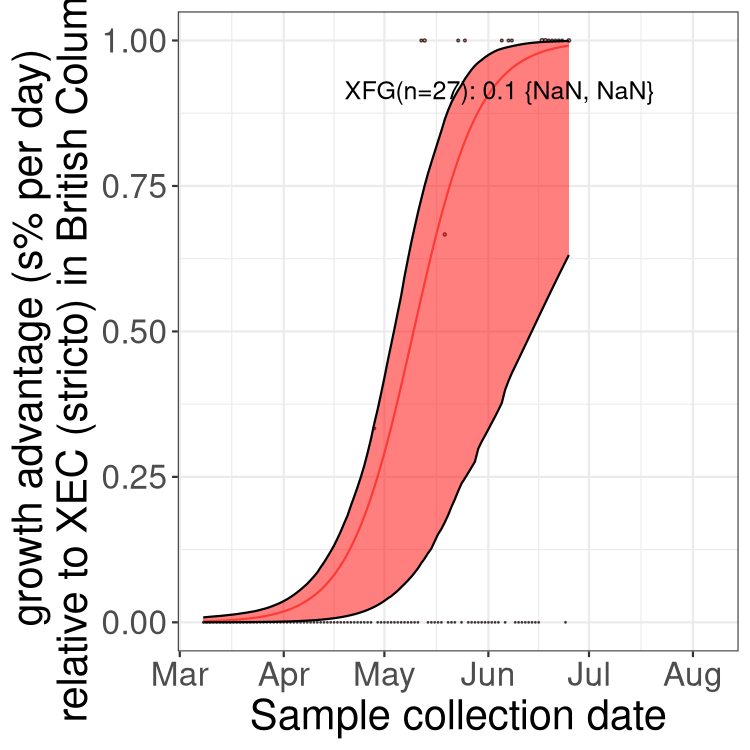 growth advantage (s% per day)
relative to XEC (stricto) in British Colum
1.00
0.75
0.50
0.25
0.00
XFG(n=27): 0.1 {NaN, NaN}
Mar Apr May Jun Jul Aug
Sample collection date